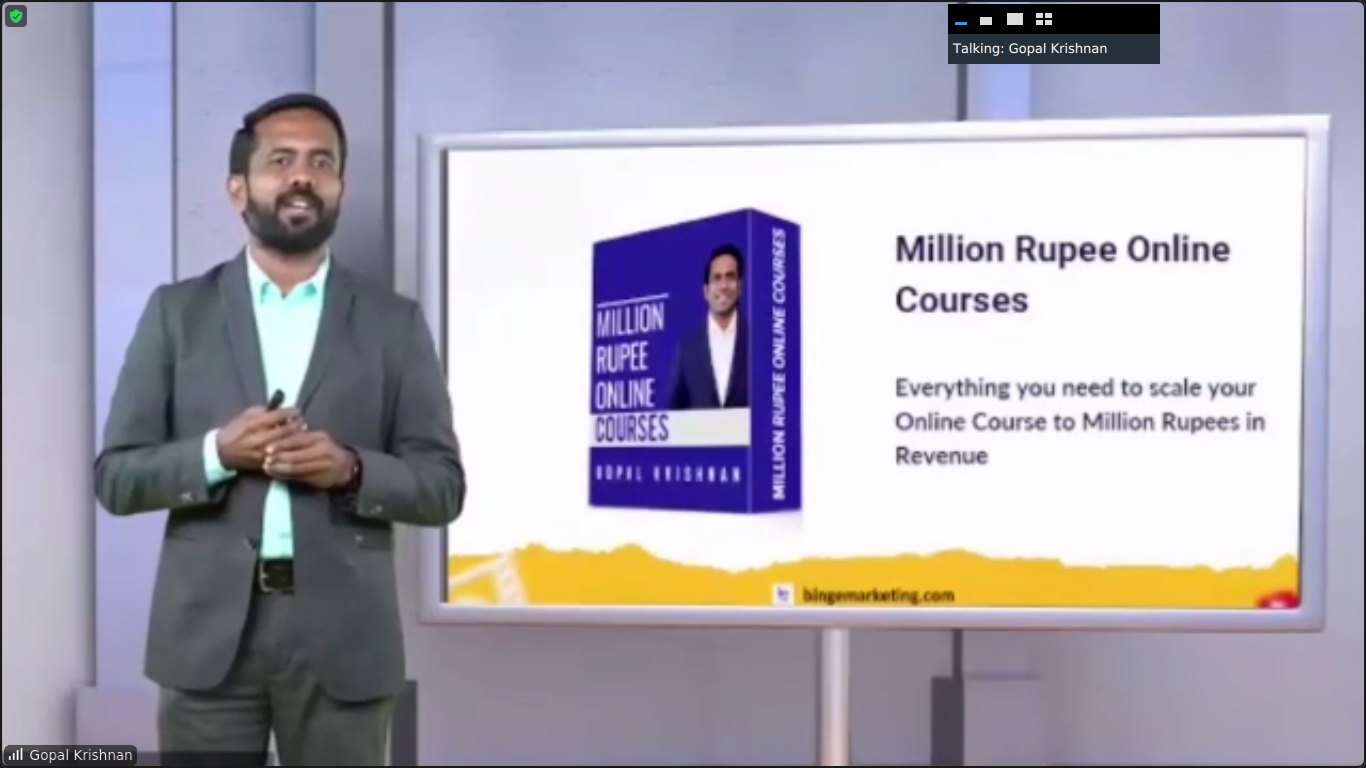 Talking: Gopal Krishnan
Million Rupee Online
Courses
Everything you need to scale your
Online Course to Million Rupees in
Revenue
MILLION
RUPEE
ONLINE
COURSES
GOPAL KRISHNAN
MILLION RUPEE ONLINE COURSES
bingemarketing.com
Gopal Krishnan